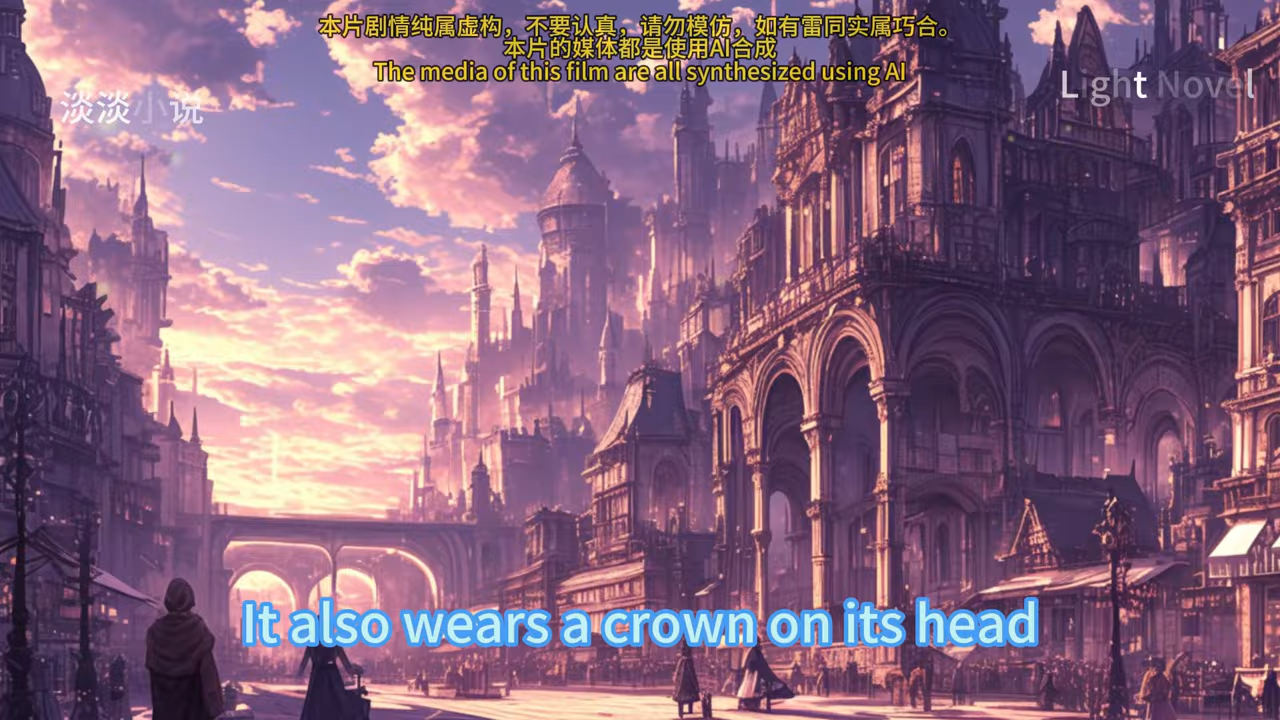 本片剧情纯属虚构，不要认真，请勿模仿，如有雷同实属巧合。
本片的媒体都是使用AI合成
The media of this film are all synthesized using AI
淡淡小说
Light Novel
It also wears a crown on its head